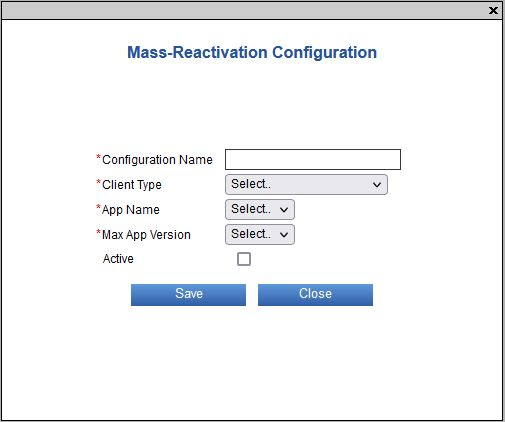 Mass-Reactivation Configuration
*Configuration Name
*Client Type Select..
*App Name Select..
*Max App Version Select..
Active
Save Close